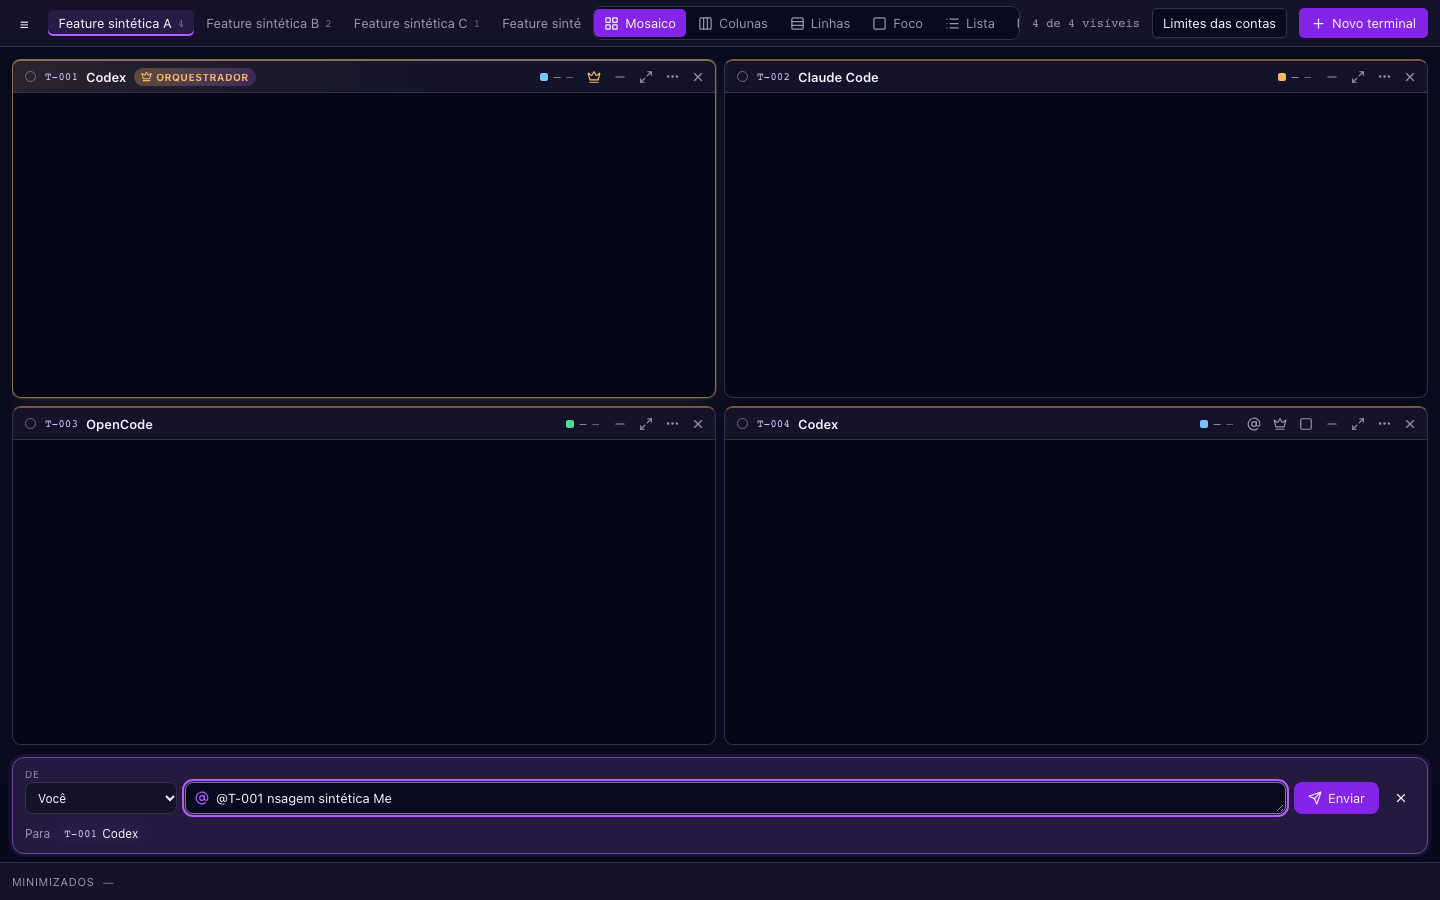 Feature sintética A 4 Feature sintética B 2 Feature sintética C 1 Feature sinté Mosaico Colunas Linhas Foco Lista 4 de 4 visíveis Limites das contas Novo terminal
T-001 Codex ORQUESTRADOR — —
T-002 Claude Code — —
T-003 OpenCode — —
T-004 Codex — —
DE
Você @T-001 nsagem sintética Me Enviar
Para T-001 Codex
MINIMIZADOS —